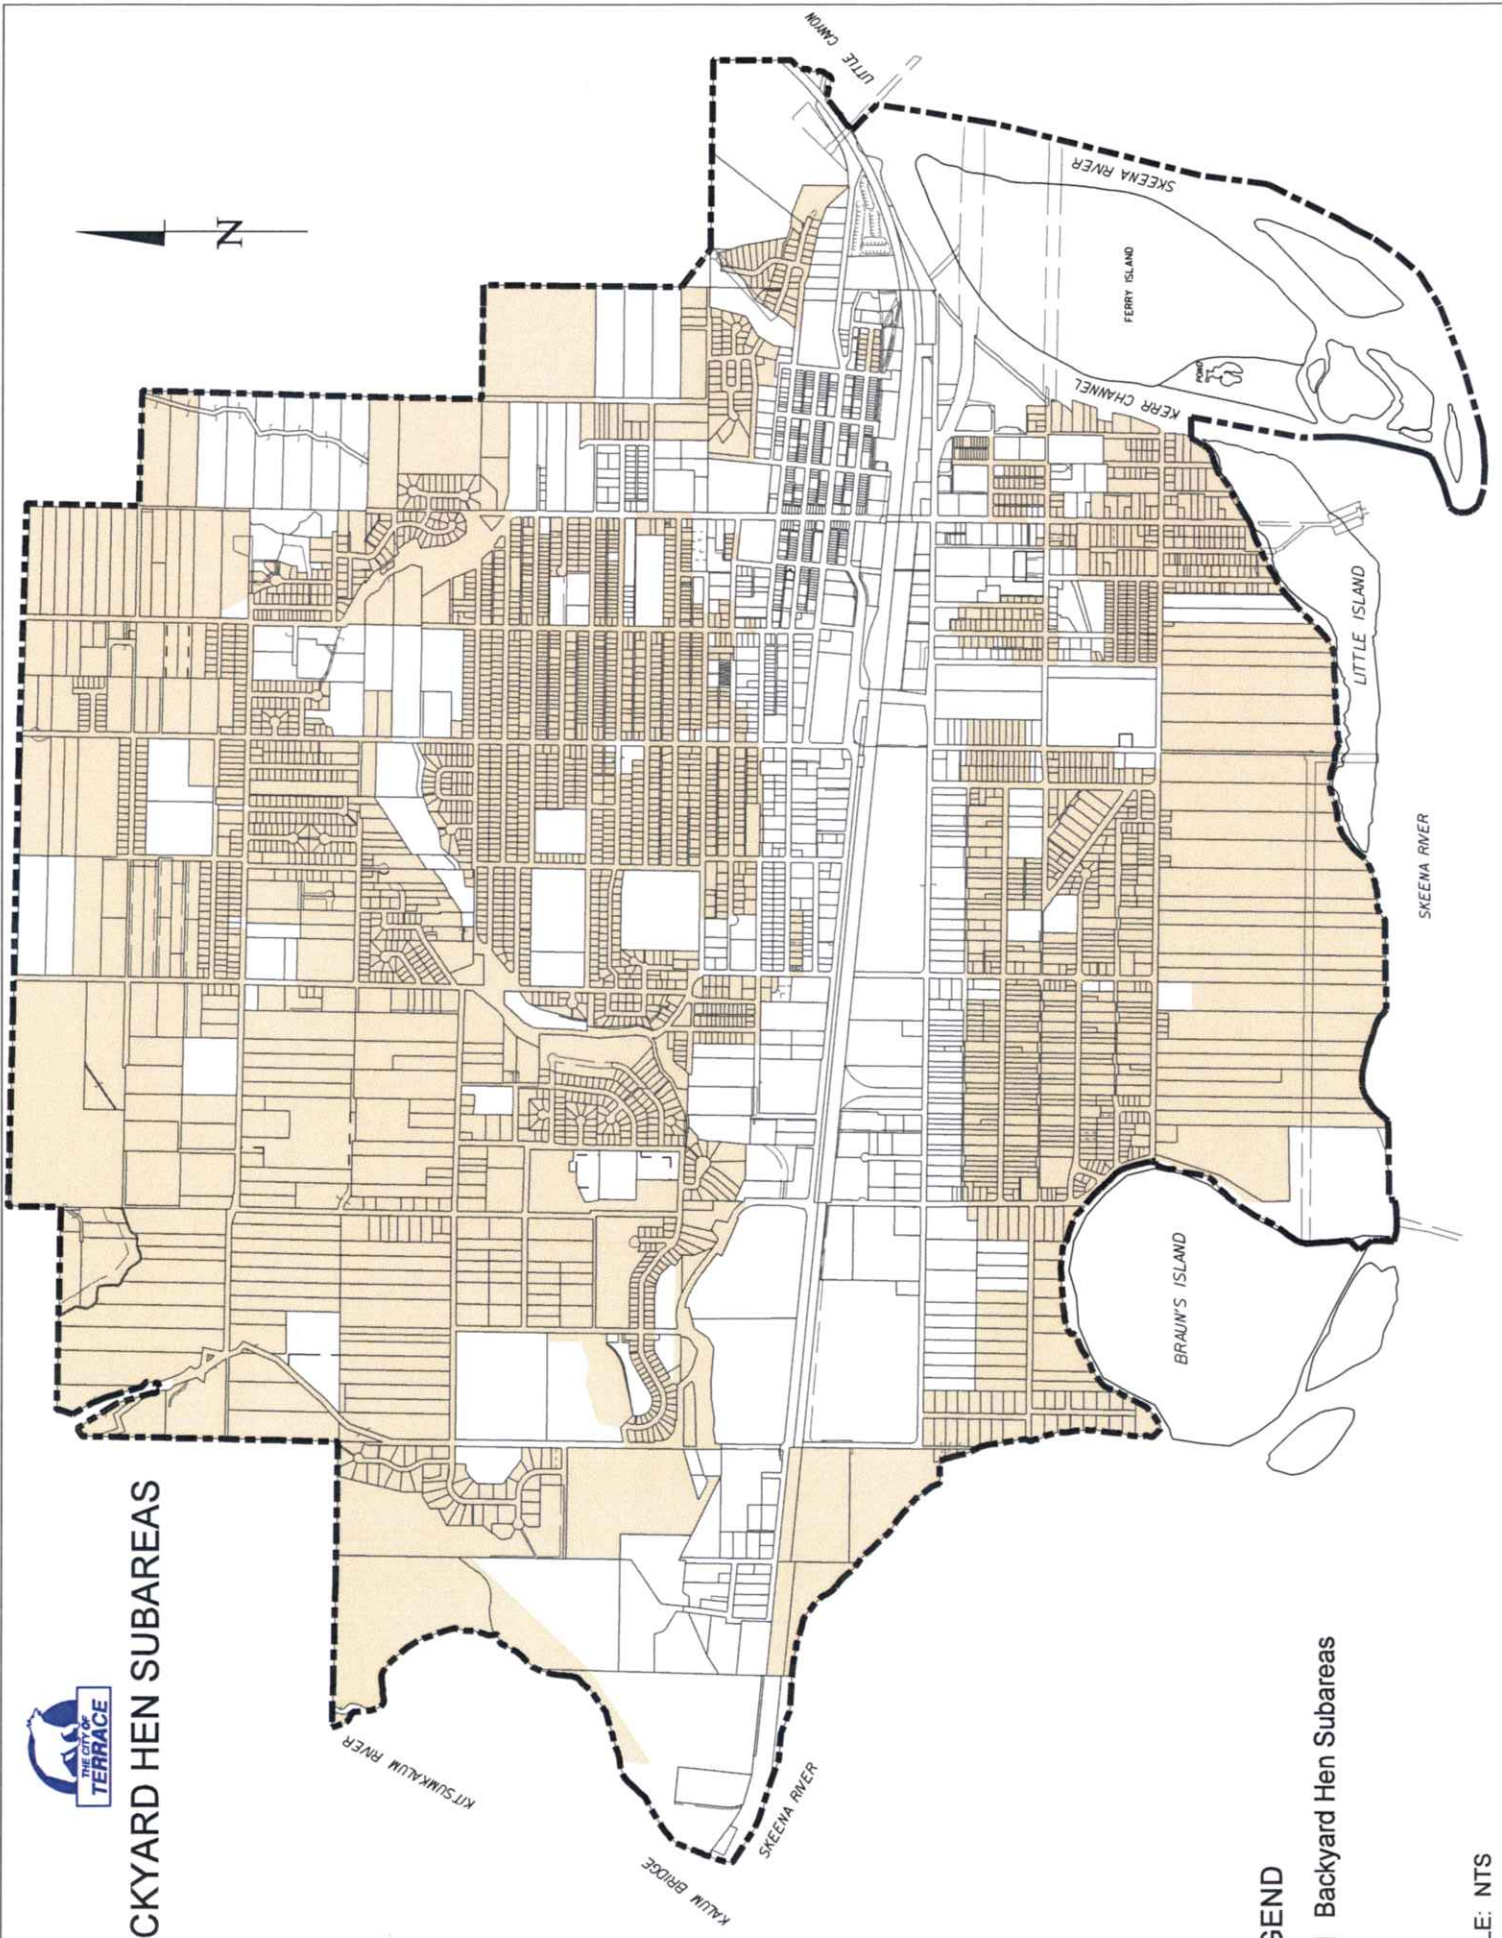 THE CITY OF
TERRACE
CKYARD HEN SUBAREAS
N
LITTLE CANYON
SKEENA RIVER
FERRY ISLAND
POND
KERR CHANNEL
LITTLE ISLAND
SKEENA RIVER
BRAUN'S ISLAND
KITSUMKALUM RIVER
KALUM BRIDGE
SKEENA RIVER
GEND
Backyard Hen Subareas
LE: NTS